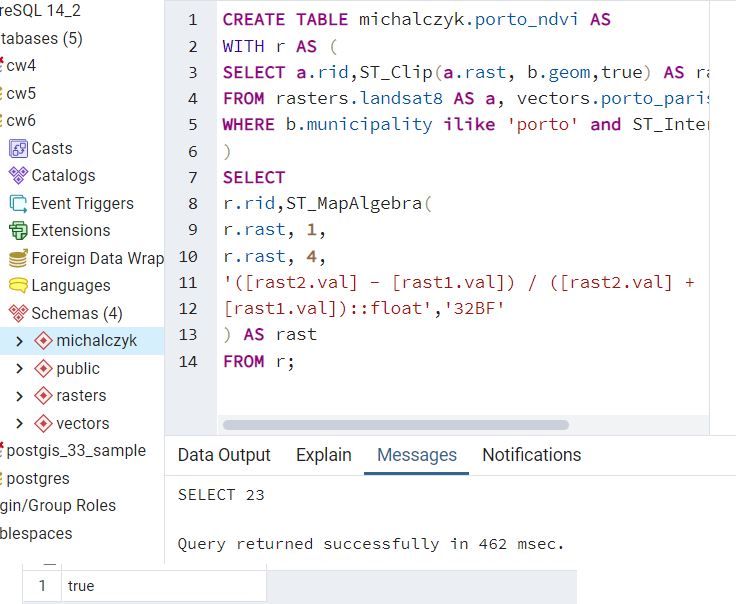 reSQL 14_2
tabases (5)
cw4
cw5
cw6
Casts
Catalogs
Event Triggers
Extensions
Foreign Data Wrap
Languages
Schemas (4)
michalczyk
public
rasters
vectors
postgis_33_sample
postgres
gin/Group Roles
blespaces
1 CREATE TABLE michalczyk.porto_ndvi AS
2 WITH r AS (
3 SELECT a.rid,ST_Clip(a.rast, b.geom,true) AS ra
4 FROM rasters.landsat8 AS a, vectors.porto_paris
5 WHERE b.municipality ilike 'porto' and ST_Inter
6 )
7 SELECT
8 r.rid,ST_MapAlgebra(
9 r.rast, 1,
10 r.rast, 4,
11 '([rast2.val] - [rast1.val]) / ([rast2.val] +
12 [rast1.val])::float','32BF'
13 ) AS rast
14 FROM r;
Data Output Explain Messages Notifications
SELECT 23
Query returned successfully in 462 msec.
1 true